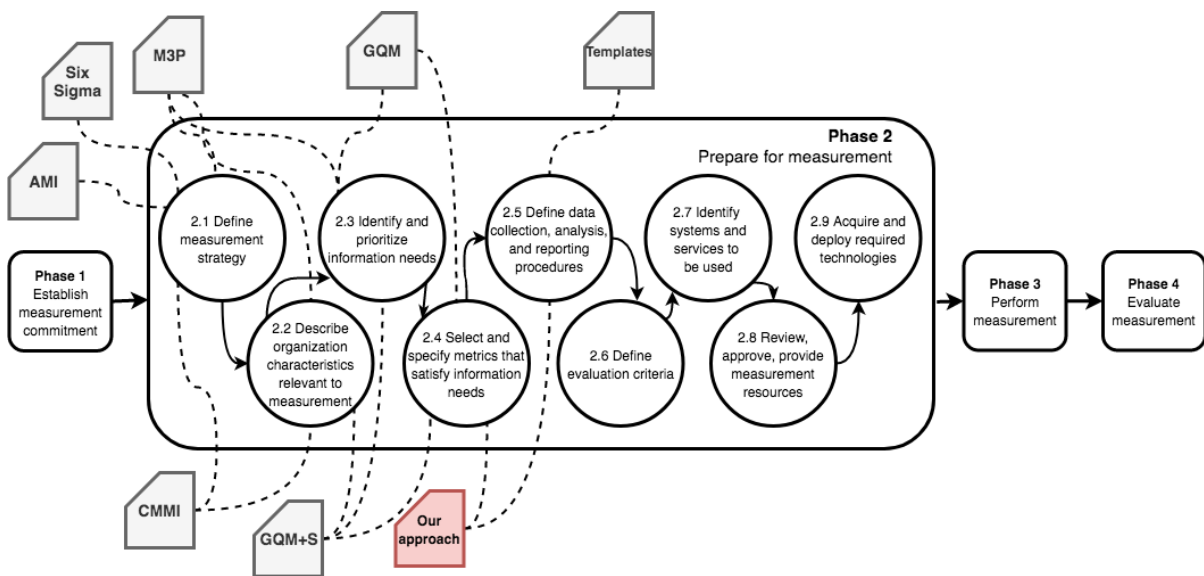 M3P
GQM
Templates
Six
Sigma
AMI
Phase 2
Prepare for measurement
2.1 Define
measurement
strategy
2.3 Identify and
prioritize
information needs
2.5 Define data
collection, analysis,
and reporting
procedures
2.7 Identify
systems and
services to
be used
2.9 Acquire and
deploy required
technologies
Phase 1
Establish
measurement
commitment
Phase 3
Perform
measurement
Phase 4
Evaluate
measurement
2.2 Describe
organization
characteristics
relevant to
measurement
2.4 Select and
specify metrics that
satisfy information
needs
2.6 Define
evaluation criteria
2.8 Review,
approve, provide
measurement
resources
CMMI
GQM+S
Our
approach